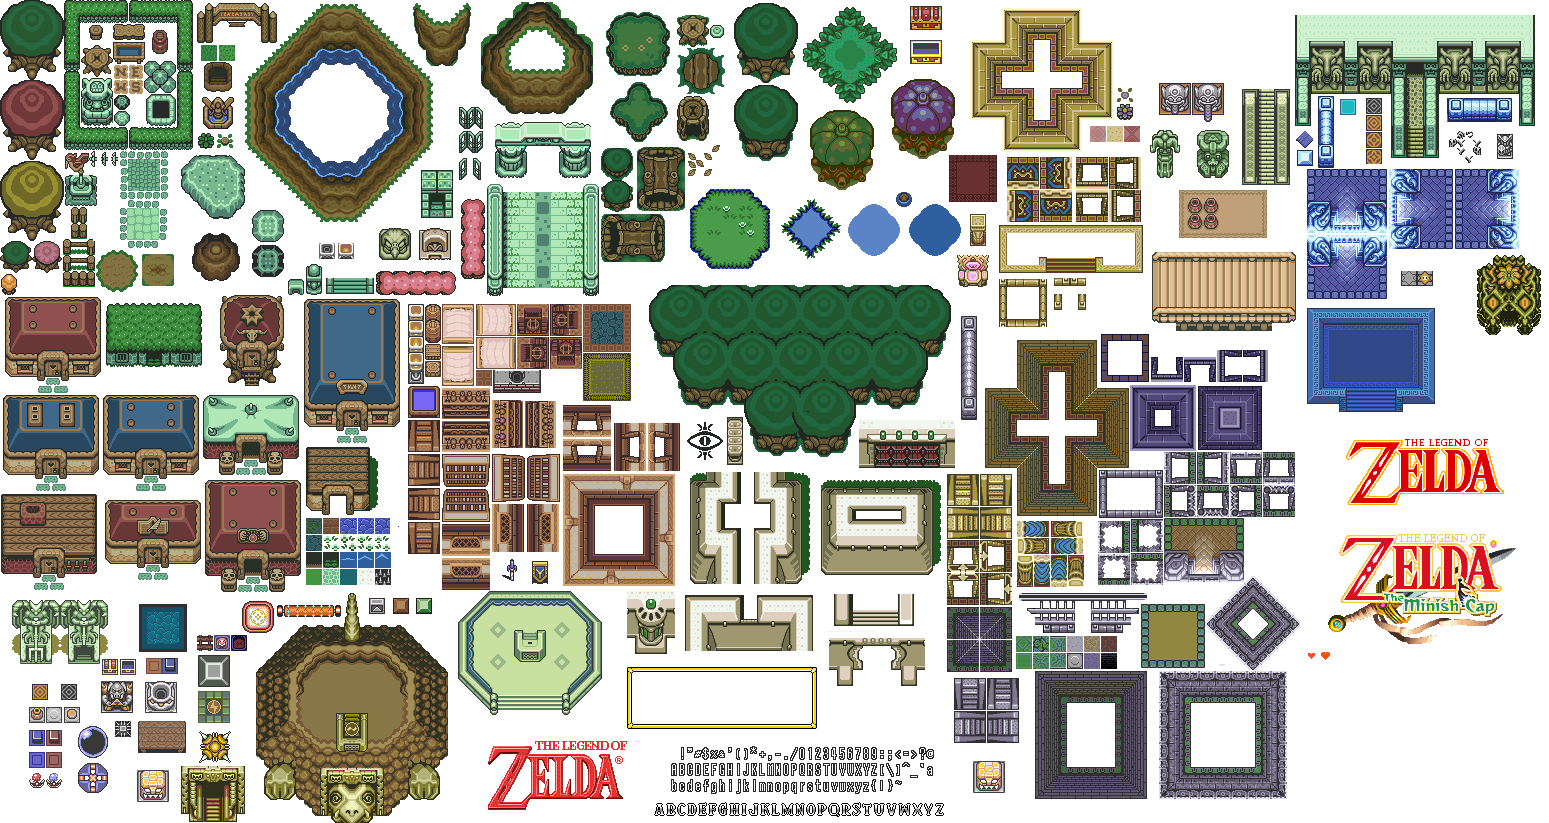 N E
W S
THE LEGEND OF
ZELDA
THE LEGEND OF
ZELDA
The
Minish Cap
THE LEGEND OF
ZELDA®
!"#$%&'()*+,-./0123456789:;<=>?©
ABCDEFGHIJKLMNOPQRSTUVWXYZ[\]^_'a
bcdefghijklmnopqrstuvwxyz{|}~
ABCDEFGHIJKLMNOPQRSTUVWXYZ